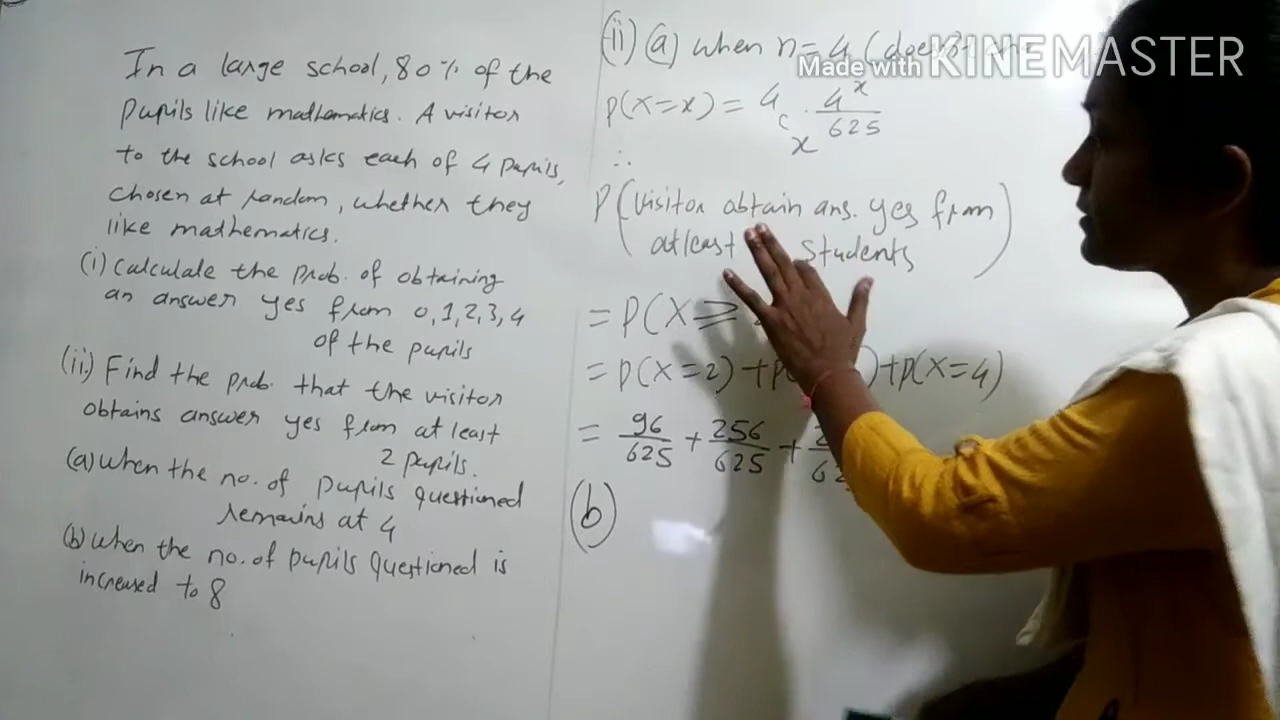 In a large school, 80% of the
pupils like mathematics. A visitor
to the school asks each of 4 pupils,
chosen at random, whether they
like mathematics.
(i) Calculate the prob. of obtaining
an answer yes from 0,1,2,3,4
of the pupils
(ii.) Find the prob. that the visitor
obtains answer yes from at least
2 pupils.
(a) When the no. of pupils questioned
remains at 4
(b) When the no. of pupils questioned is
increased to 8
(ii) (a) When n = 4
Made with KINEMASTER
P(X=x) = 4 c x . 4^x / 625
∴
P (visitor obtain ans. yes from
atleast students)
= P(X ≥
= P(X=2) + P( ) + P(X=4)
= 96/625 + 256/625 +
(b)